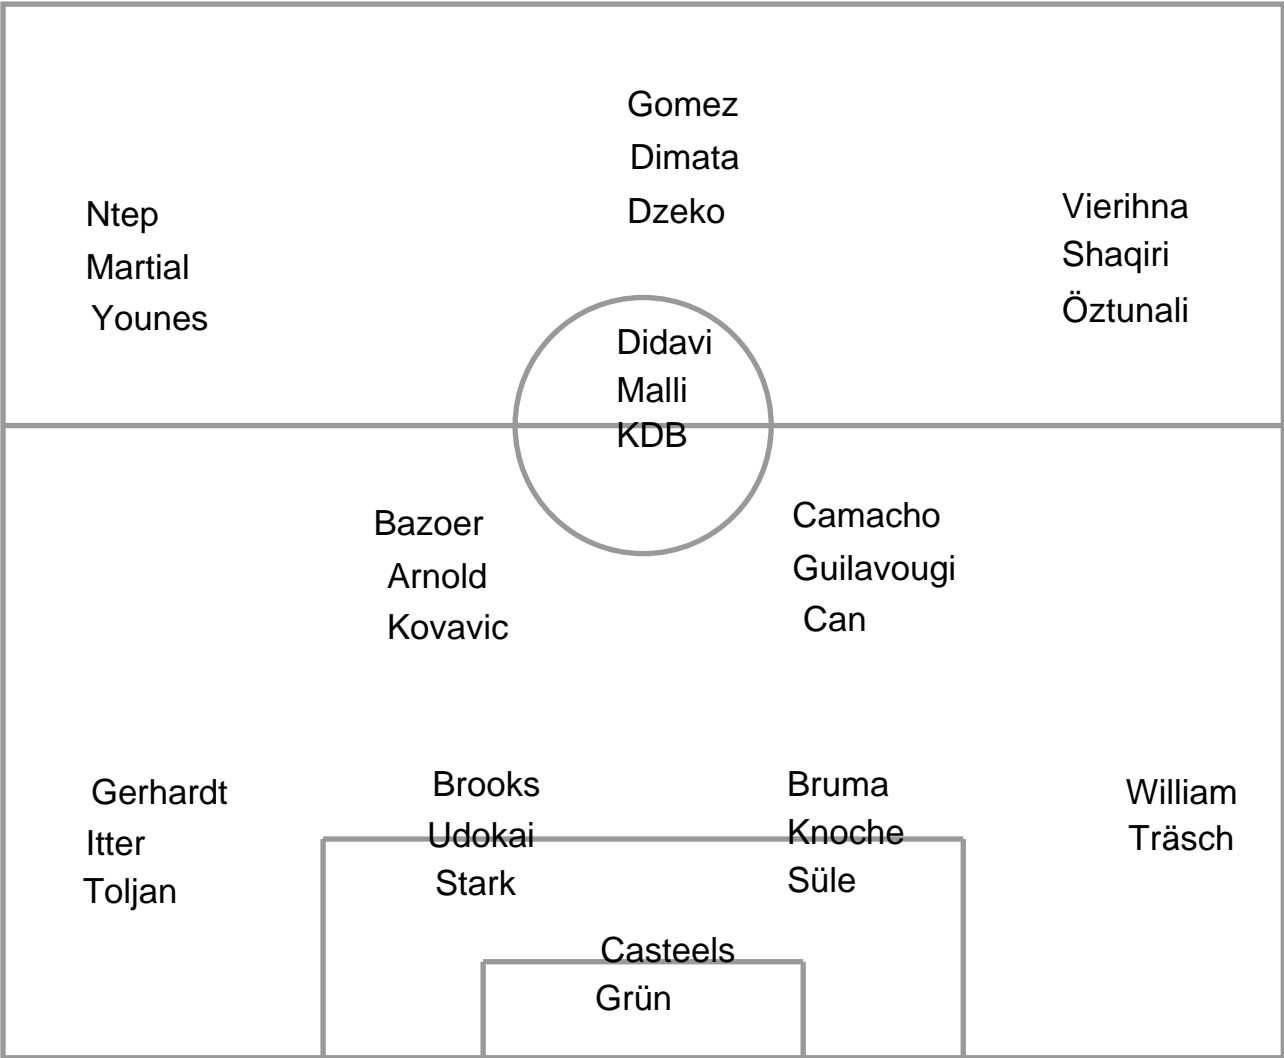 Gomez
Dimata
Dzeko
Ntep
Martial
Younes
Vierihna
Shaqiri
Öztunali
Didavi
Malli
KDB
Bazoer
Arnold
Kovavic
Camacho
Guilavougi
Can
Gerhardt
Itter
Toljan
Brooks
Udokai
Stark
Bruma
Knoche
Süle
William
Träsch
Casteels
Grün